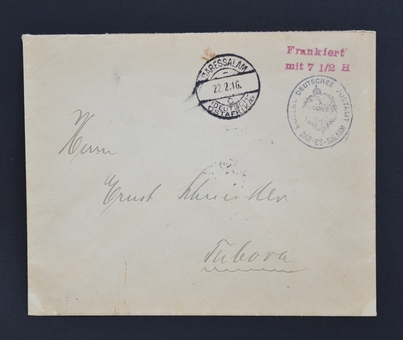 Frankiert
mit 7 1/2 H
DARESSALAM
22.2.16.
C
DEUTSCH-
OSTAFRIKA
DEUTSCHES POSTAMT
DAR-ES-SALAM
Herrn
Ernst Schneider
Tabora